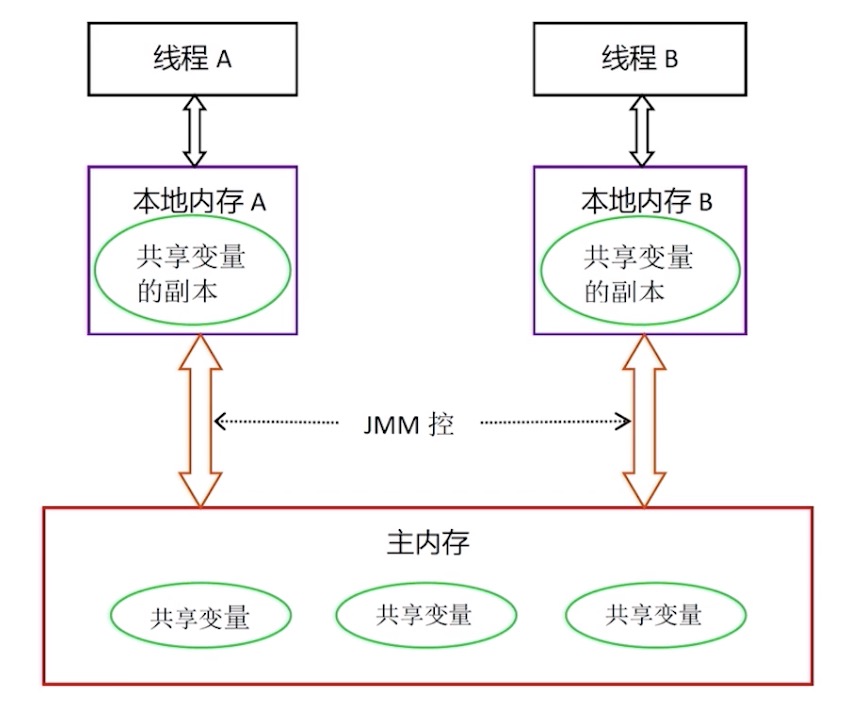 线程 A
线程 B
本地内存 A
共享变量
的副本
本地内存 B
共享变量
的副本
JMM 控
主内存
共享变量
共享变量
共享变量